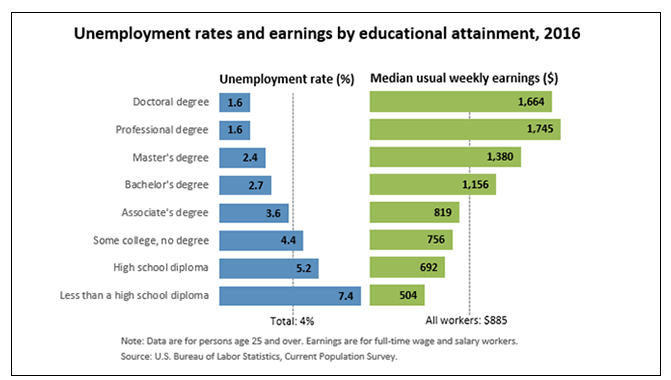 Unemployment rates and earnings by educational attainment, 2016
Unemployment rate (%) Median usual weekly earnings ($)
Doctoral degree 1.6 1,664
Professional degree 1.6 1,745
Master's degree 2.4 1,380
Bachelor's degree 2.7 1,156
Associate's degree 3.6 819
Some college, no degree 4.4 756
High school diploma 5.2 692
Less than a high school diploma 7.4 504
Total: 4% All workers: $885
Note: Data are for persons age 25 and over. Earnings are for full-time wage and salary workers.
Source: U.S. Bureau of Labor Statistics, Current Population Survey.